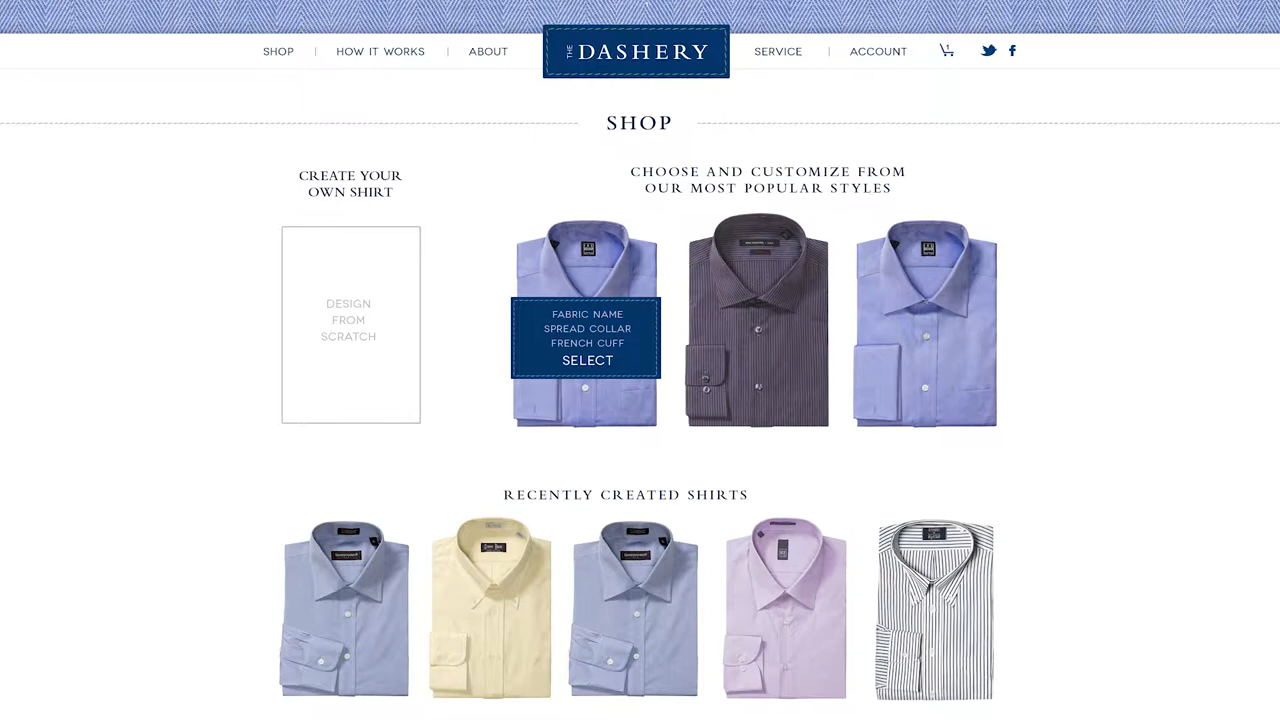 SHOP | HOW IT WORKS | ABOUT
THE DASHERY
SERVICE | ACCOUNT
1
SHOP
CREATE YOUR
OWN SHIRT
CHOOSE AND CUSTOMIZE FROM
OUR MOST POPULAR STYLES
DESIGN
FROM
SCRATCH
FABRIC NAME
SPREAD COLLAR
FRENCH CUFF
SELECT
RECENTLY CREATED SHIRTS